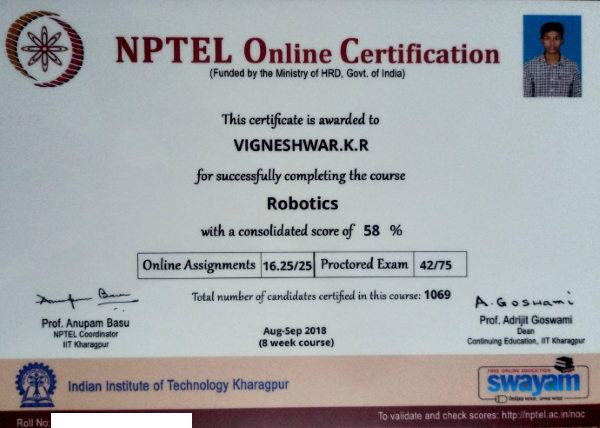 NPTEL Online Certification
(Funded by the Ministry of HRD, Govt. of India)
This certificate is awarded to
VIGNESHWAR.K.R
for successfully completing the course
Robotics
with a consolidated score of 58 %
Online Assignments 16.25/25 Proctored Exam 42/75
Total number of candidates certified in this course: 1069
Prof. Anupam Basu
NPTEL Coordinator
IIT Kharagpur
Aug-Sep 2018
(8 week course)
A. Goswami
Prof. Adrijit Goswami
Dean
Continuing Education, IIT Kharagpur
Indian Institute of Technology Kharagpur
FREE ONLINE EDUCATION
swayam
Roll No:
To validate and check scores: http://nptel.ac.in/noc